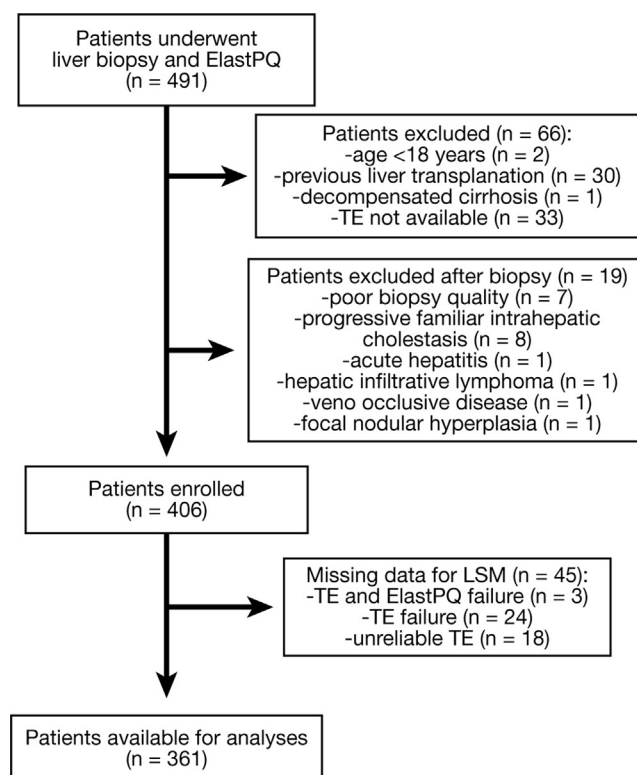 Patients underwent
liver biopsy and ElastPQ
(n = 491)
Patients excluded (n = 66):
-age <18 years (n = 2)
-previous liver transplanation (n = 30)
-decompensated cirrhosis (n = 1)
-TE not available (n = 33)
Patients excluded after biopsy (n = 19)
-poor biopsy quality (n = 7)
-progressive familiar intrahepatic
cholestasis (n = 8)
-acute hepatitis (n = 1)
-hepatic infiltrative lymphoma (n = 1)
-veno occlusive disease (n = 1)
-focal nodular hyperplasia (n = 1)
Patients enrolled
(n = 406)
Missing data for LSM (n = 45):
-TE and ElastPQ failure (n = 3)
-TE failure (n = 24)
-unreliable TE (n = 18)
Patients available for analyses
(n = 361)